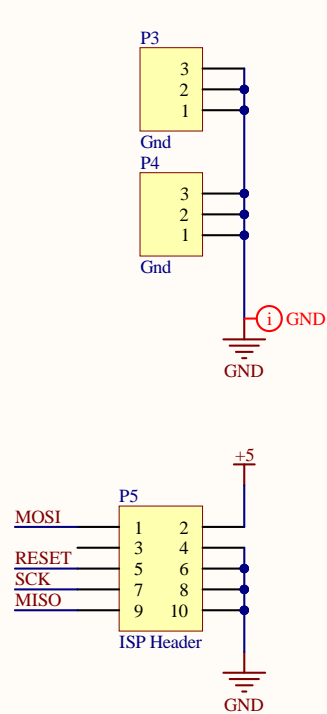 P3
3
2
1
Gnd
P4
3
2
1
Gnd
i GND
GND
+5
P5
MOSI 1 2
3 4
RESET 5 6
SCK 7 8
MISO 9 10
ISP Header
GND